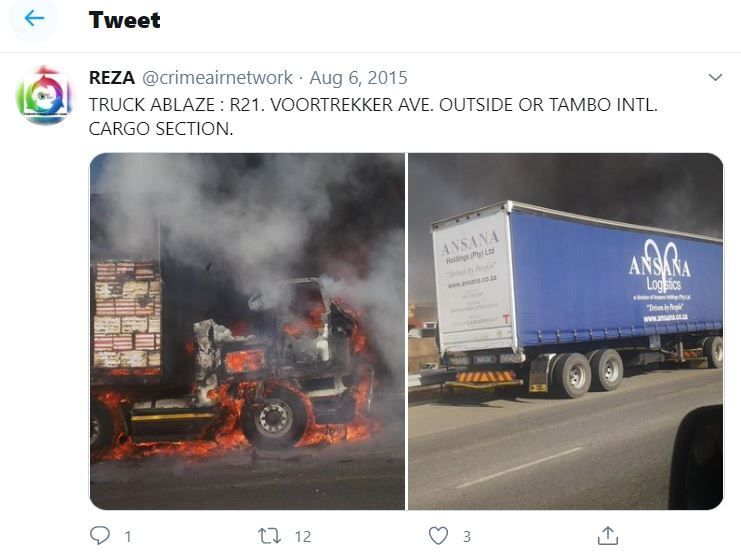 Tweet
REZA @crimeairnetwork · Aug 6, 2015
TRUCK ABLAZE : R21. VOORTREKKER AVE. OUTSIDE OR TAMBO INTL.
CARGO SECTION.
ANSANA
Holdings (Pty) Ltd
"Driven by People"
www.ansana.co.za
ANSANA
Logistics
a division of Ansana Holdings (Pty) Ltd
"Driven by People"
www.ansana.co.za
1
12
3